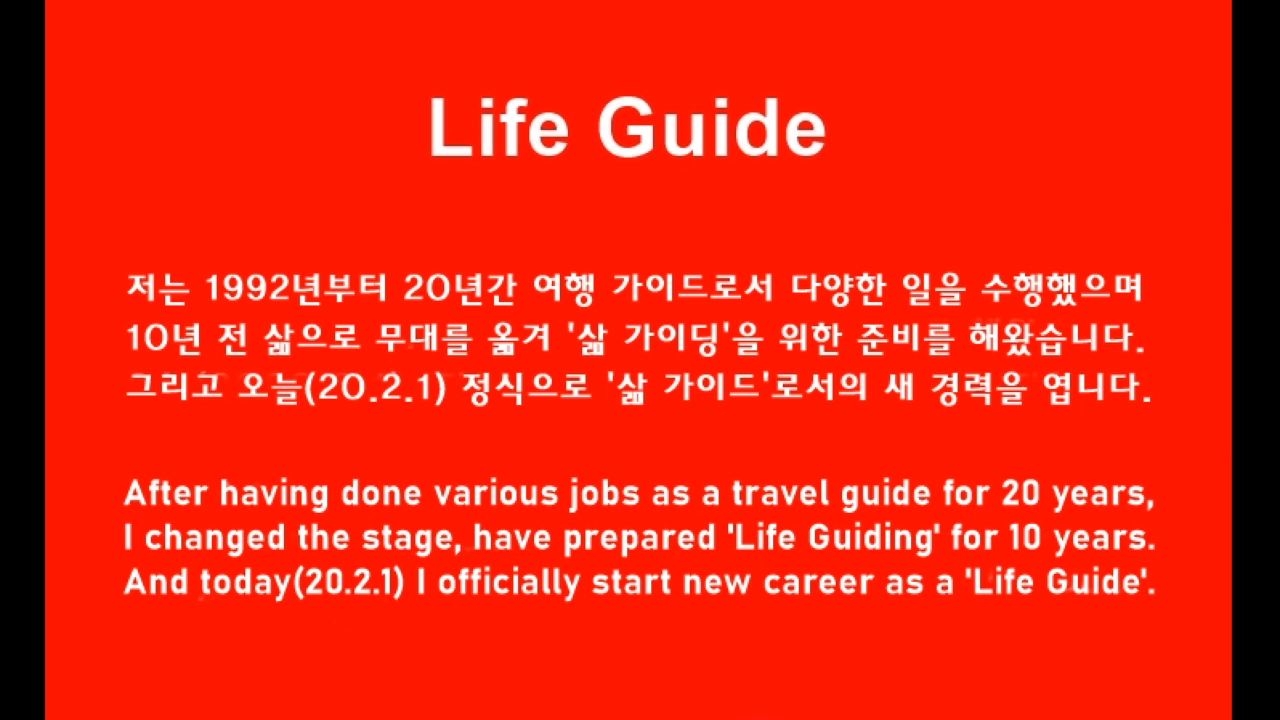 Life Guide
저는 1992년부터 20년간 여행 가이드로서 다양한 일을 수행했으며
10년 전 삶으로 무대를 옮겨 '삶 가이딩'을 위한 준비를 해왔습니다.
그리고 오늘(20.2.1) 정식으로 '삶 가이드'로서의 새 경력을 엽니다.
After having done various jobs as a travel guide for 20 years,
I changed the stage, have prepared 'Life Guiding' for 10 years.
And today(20.2.1) I officially start new career as a 'Life Guide'.